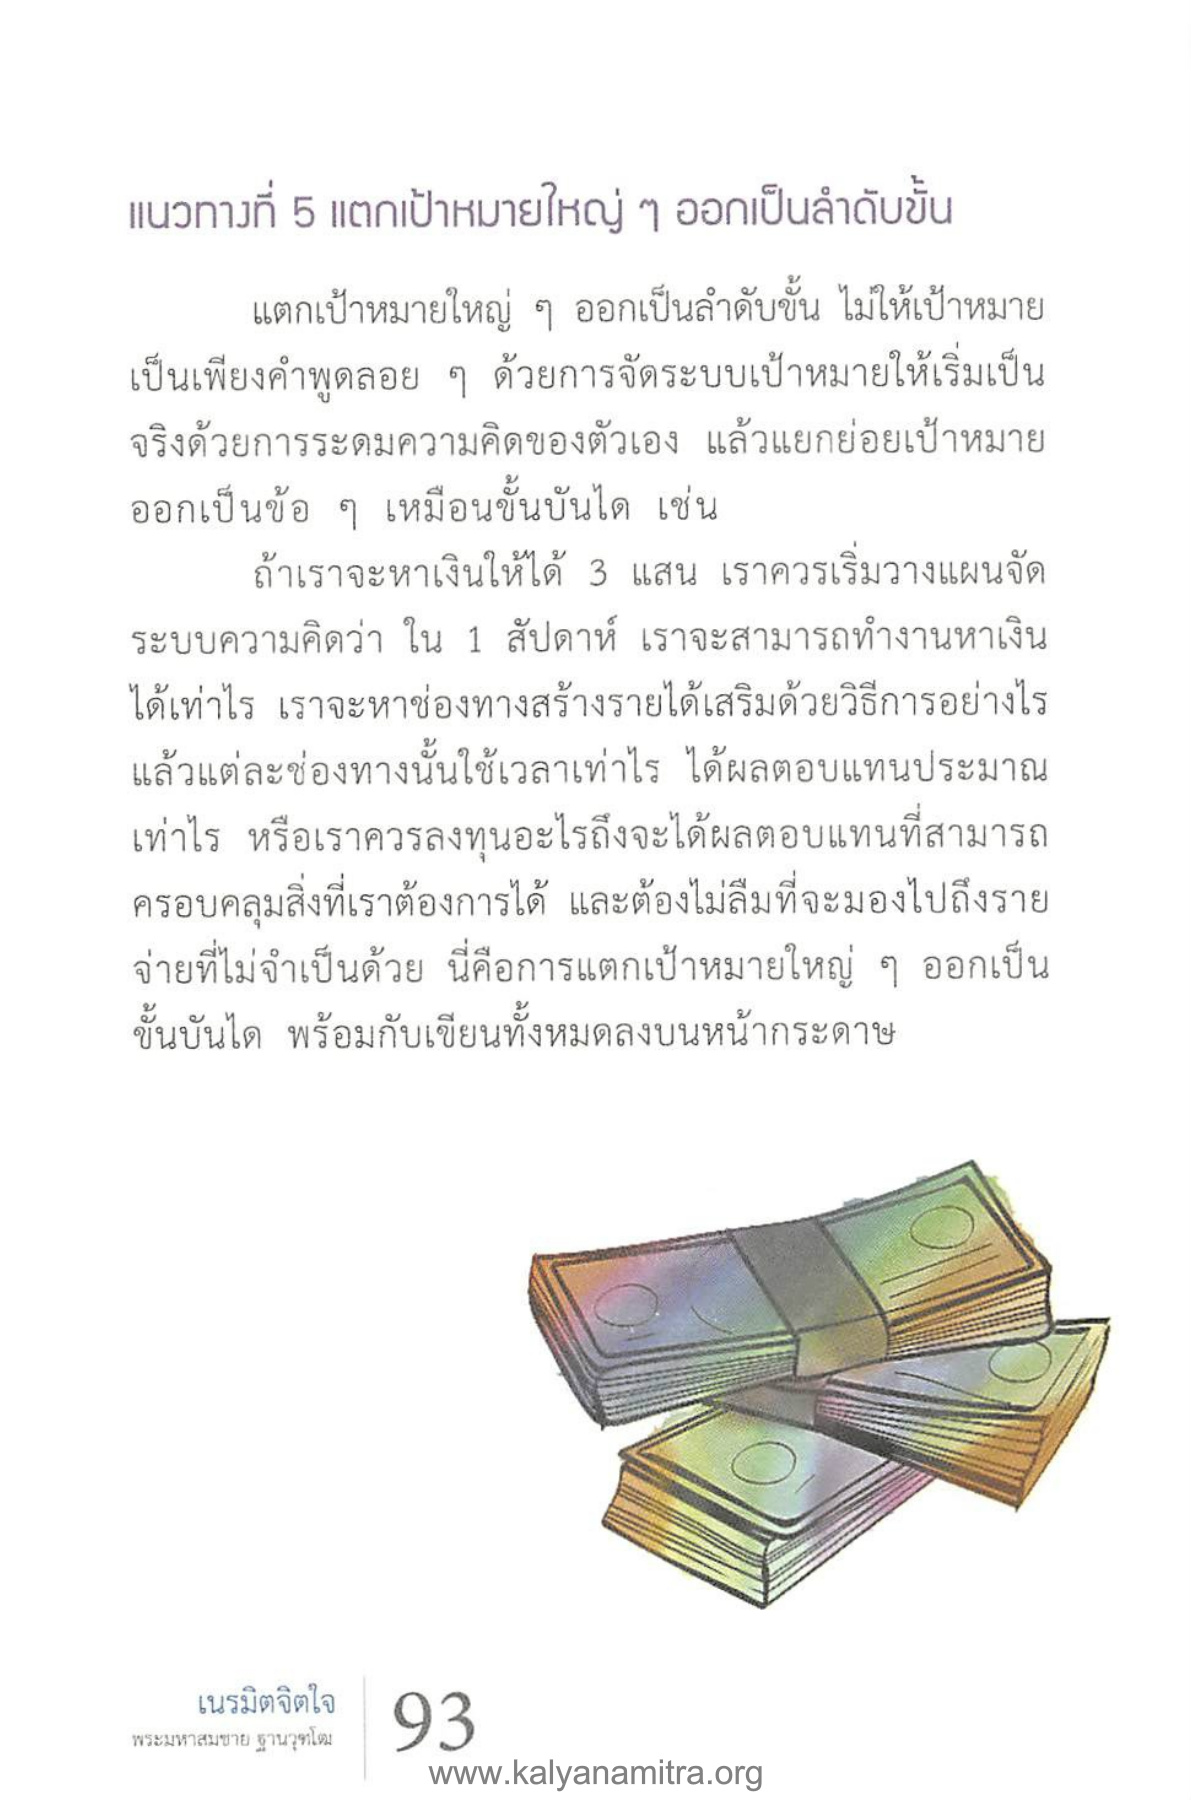 แนวทางที่ 5 แตกเป้าหมายใหญ่ ๆ ออกเป็นลำดับขั้น
แตกเป้าหมายใหญ่ ๆ ออกเป็นลำดับขั้น ไม่ให้เป้าหมาย
เป็นเพียงคำพูดลอย ๆ ด้วยการจัดระบบเป้าหมายให้เริ่มเป็น
จริงด้วยการระดมความคิดของตัวเอง แล้วแยกย่อยเป้าหมาย
ออกเป็นข้อ ๆ เหมือนขั้นบันได เช่น
ถ้าเราจะหาเงินให้ได้ 3 แสน เราควรเริ่มวางแผนจัด
ระบบความคิดว่า ใน 1 สัปดาห์ เราจะสามารถทำงานหาเงิน
ได้เท่าไร เราจะหาช่องทางสร้างรายได้เสริมด้วยวิธีการอย่างไร
แล้วแต่ละช่องทางนั้นใช้เวลาเท่าไร ได้ผลตอบแทนประมาณ
เท่าไร หรือเราควรลงทุนอะไรถึงจะได้ผลตอบแทนที่สามารถ
ครอบคลุมสิ่งที่เราต้องการได้ และต้องไม่ลืมที่จะมองไปถึงราย
จ่ายที่ไม่จำเป็นด้วย นี่คือการแตกเป้าหมายใหญ่ ๆ ออกเป็น
ขั้นบันได พร้อมกับเขียนทั้งหมดลงบนหน้ากระดาษ
เนรมิตจิตใจ
พระมหาสมชาย ฐานวุฑฺโฒ
93
www.kalyanamitra.org